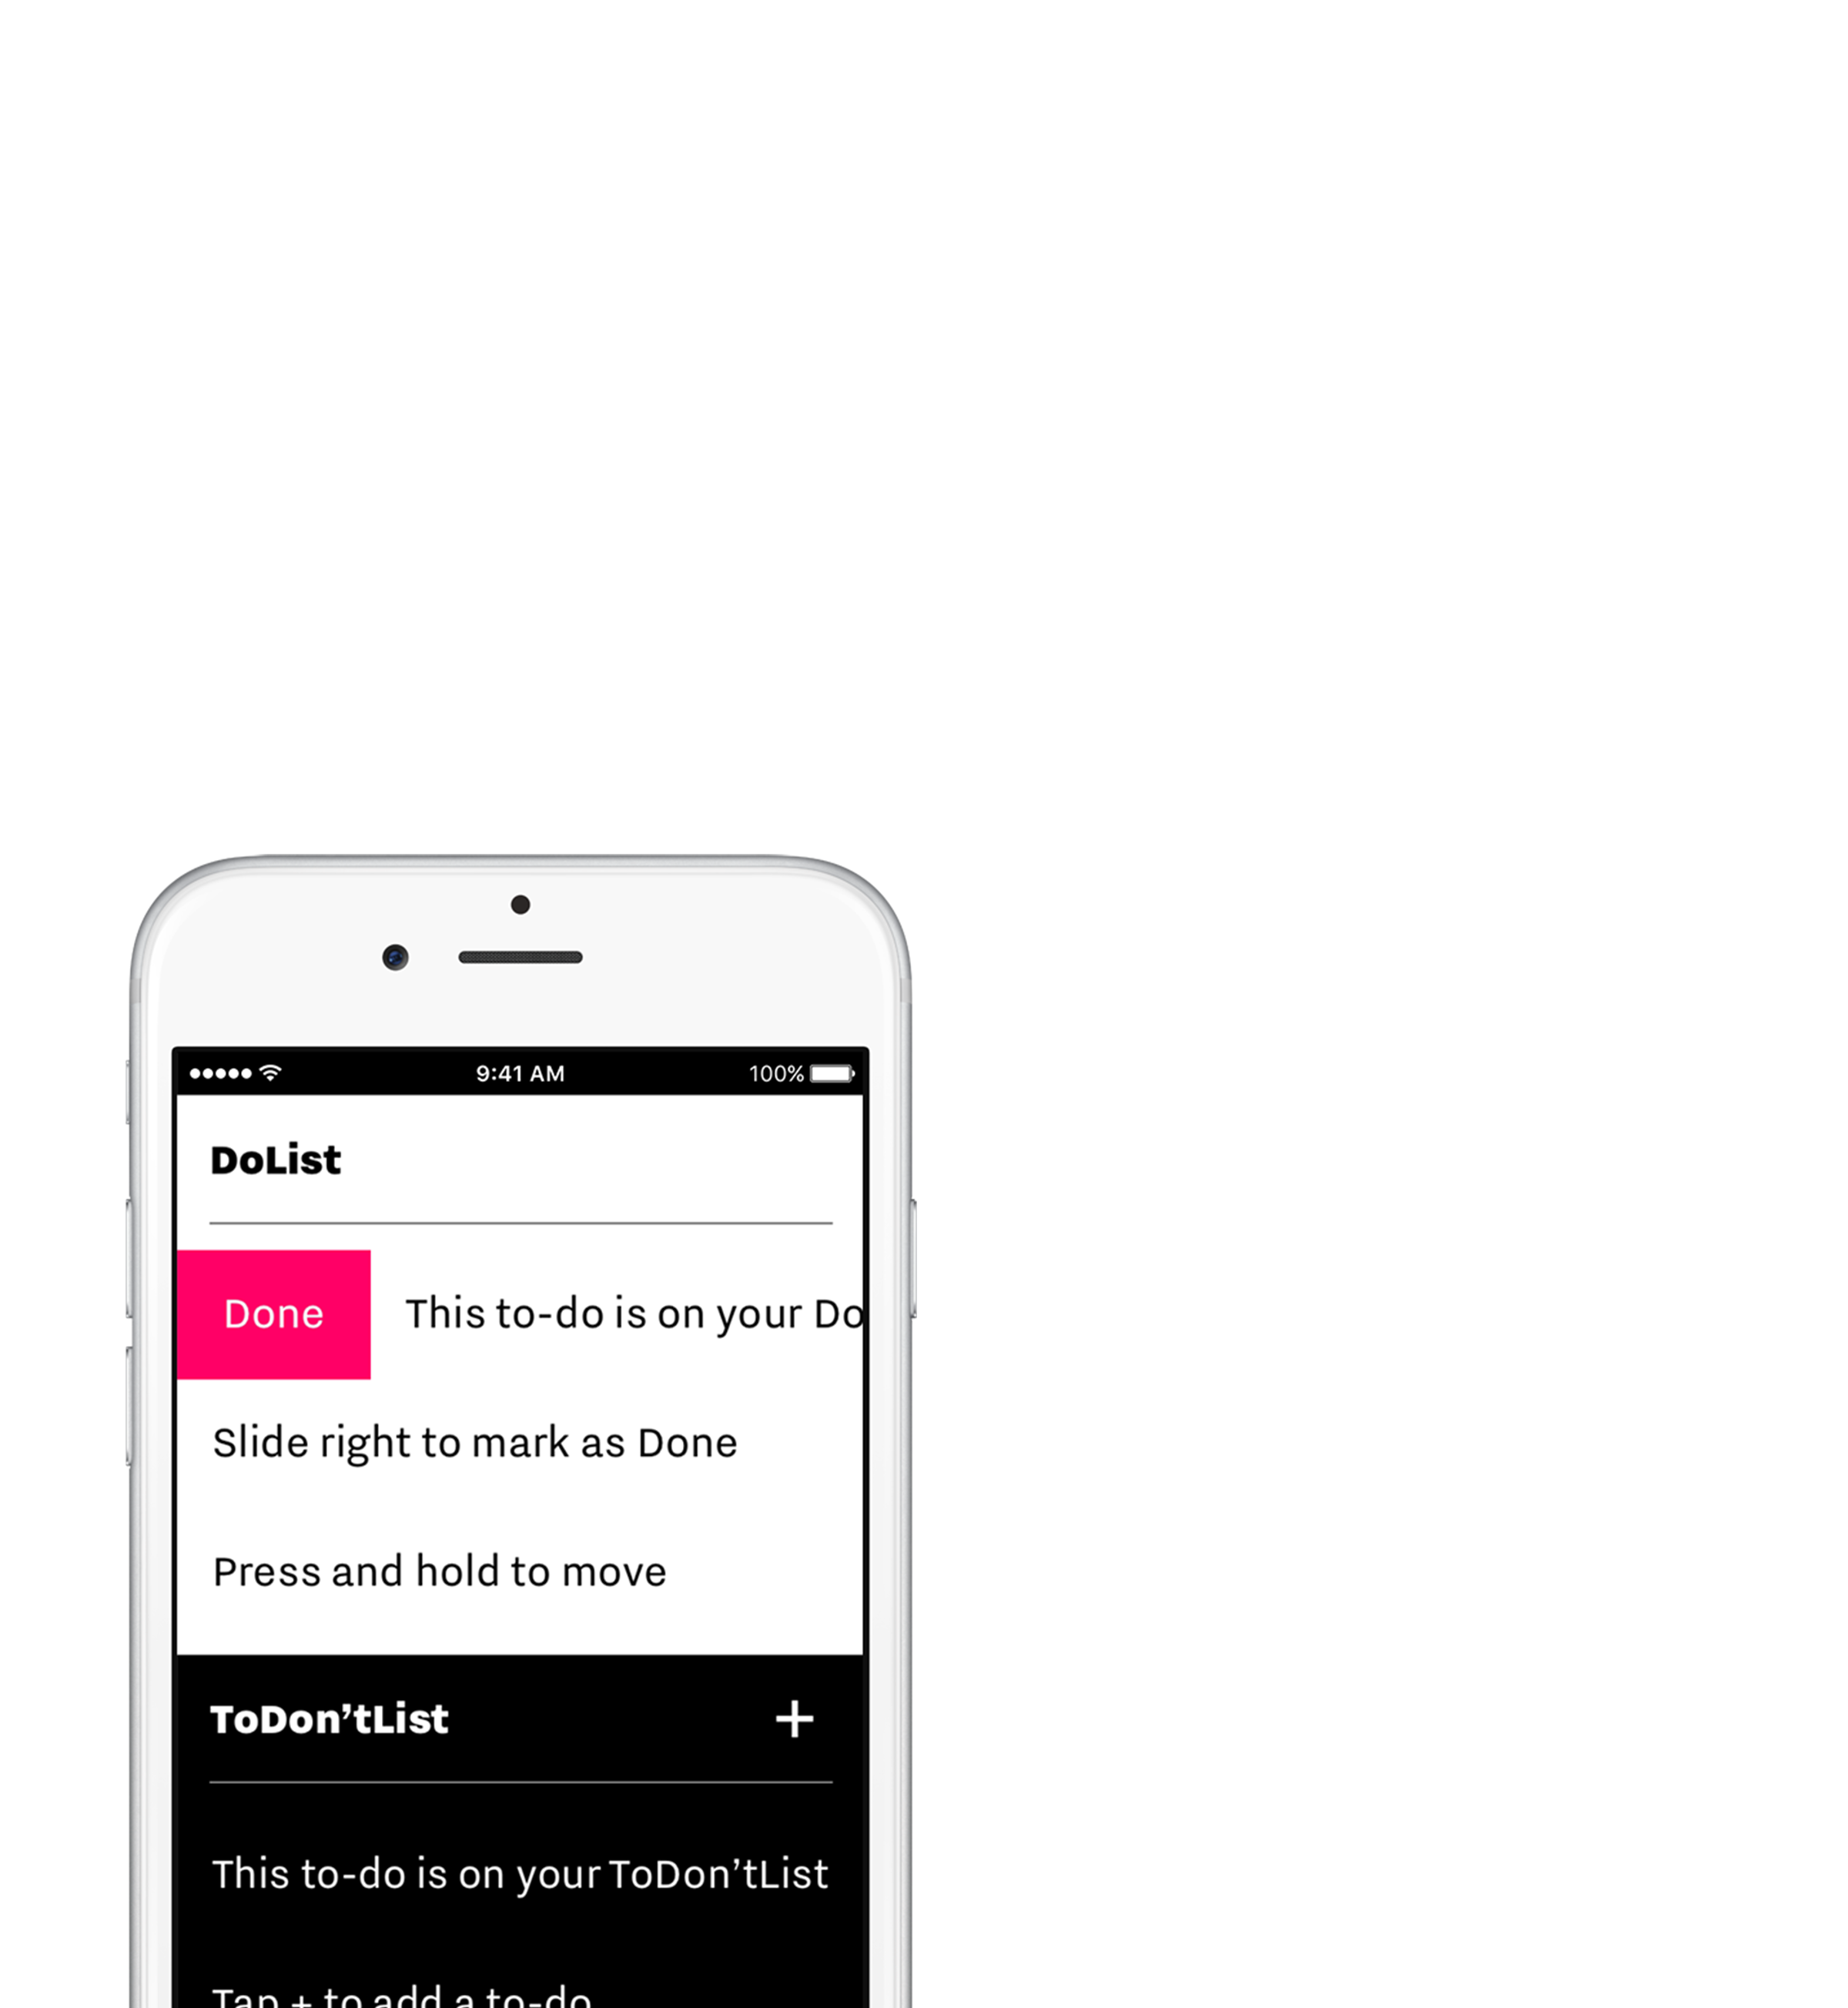 9:41 AM 100%
DoList
Done This to-do is on your Do
Slide right to mark as Done
Press and hold to move
ToDon’tList +
This to-do is on your ToDon’tList
Tap + to add a to-do